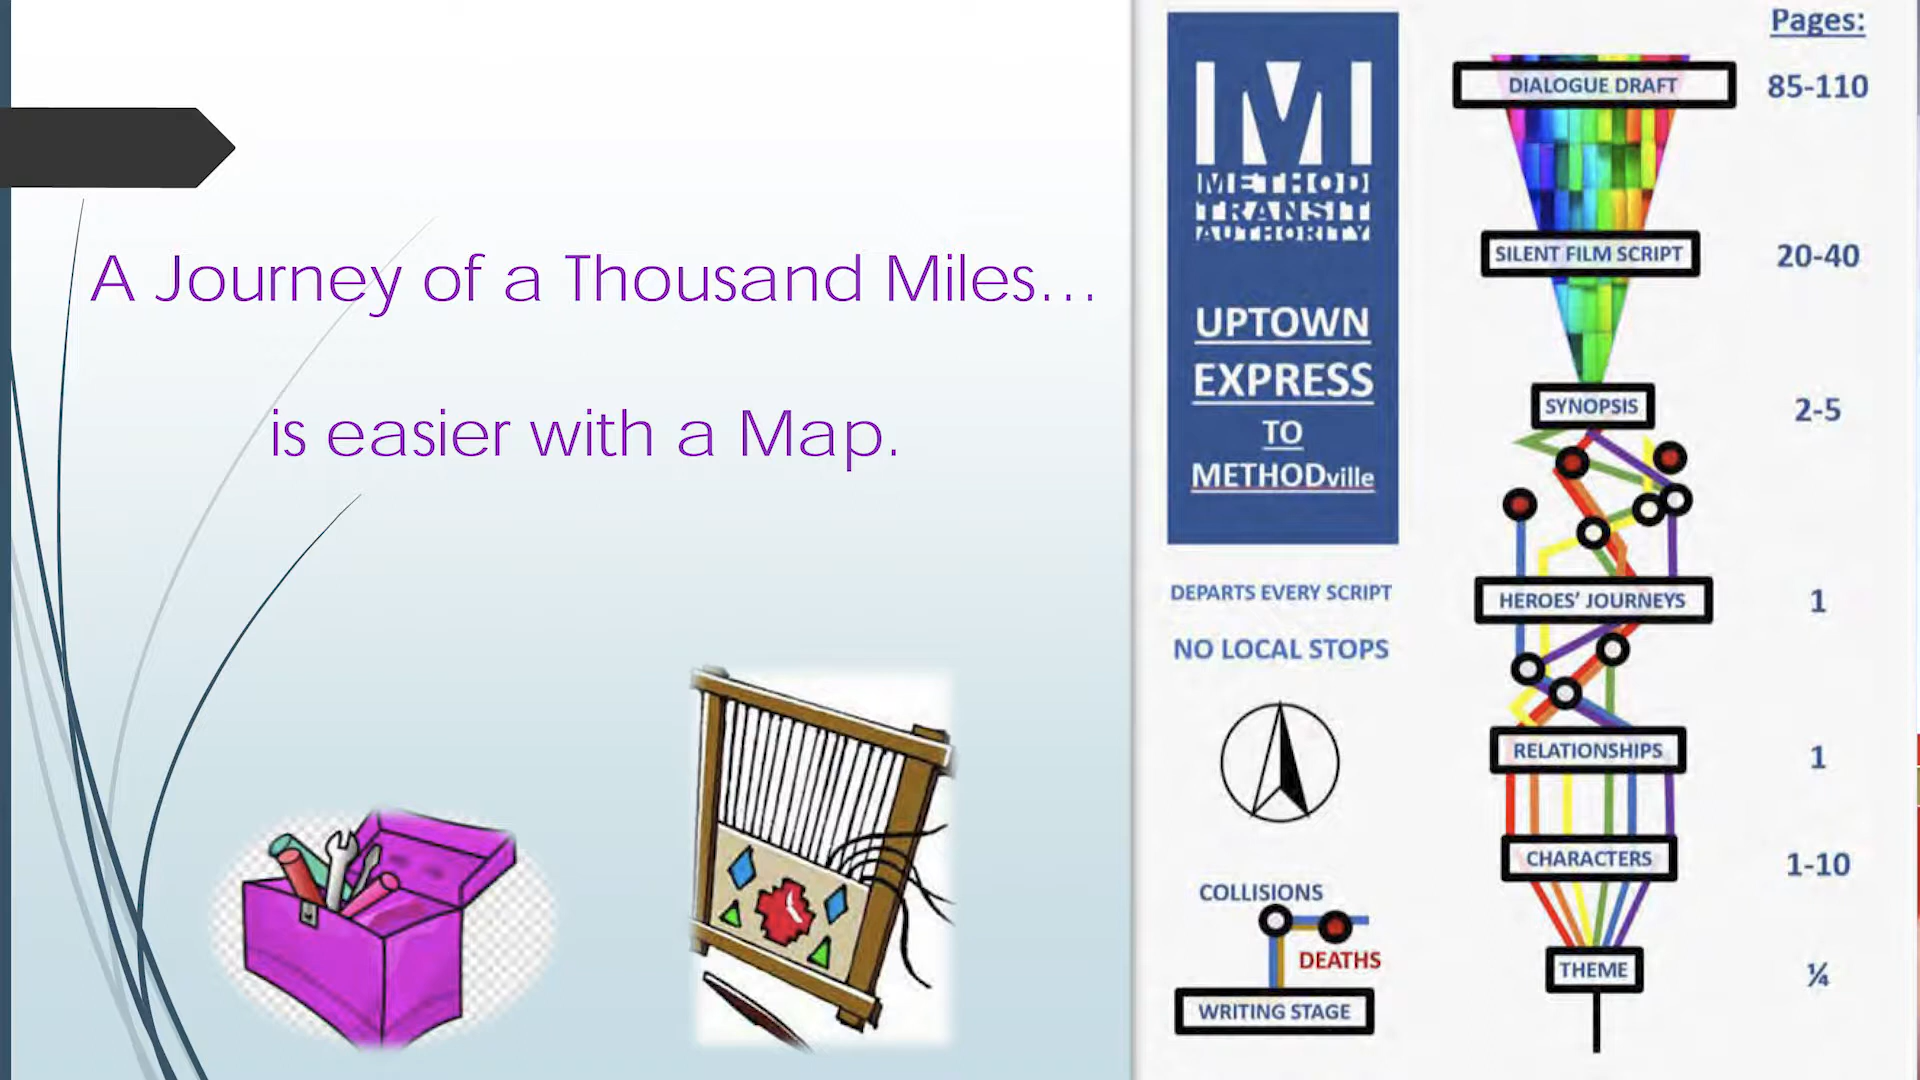 A Journey of a Thousand Miles...
is easier with a Map.
METHOD
TRANSIT
AUTHORITY
UPTOWN
EXPRESS
TO
METHODville
DEPARTS EVERY SCRIPT
NO LOCAL STOPS
COLLISIONS
DEATHS
WRITING STAGE
Pages:
DIALOGUE DRAFT 85-110
SILENT FILM SCRIPT 20-40
SYNOPSIS 2-5
HEROES' JOURNEYS 1
RELATIONSHIPS 1
CHARACTERS 1-10
THEME ¼